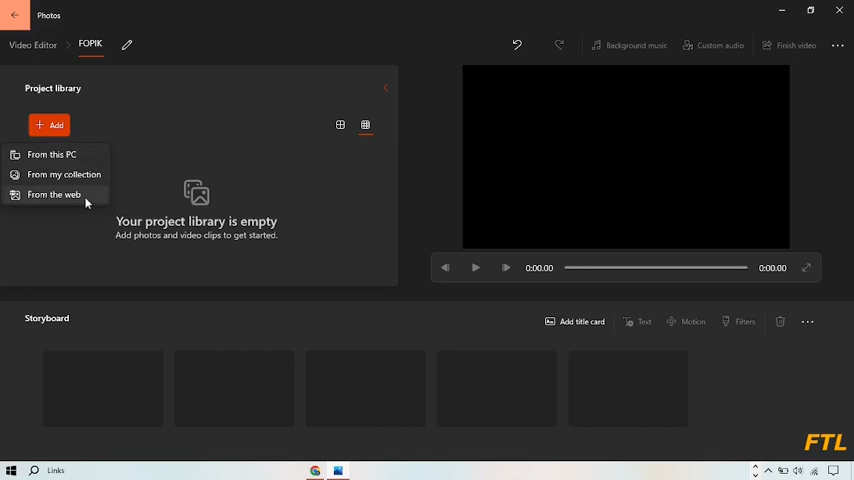 Photos
Video Editor
FOPIK
Background music
Custom audio
Finish video
Project library
Add
From this PC
From my collection
From the web
Your project library is empty
Add photos and video clips to get started.
0:00.00
0:00.00
Storyboard
Add title card
Text
Motion
Filters
FTL
Links